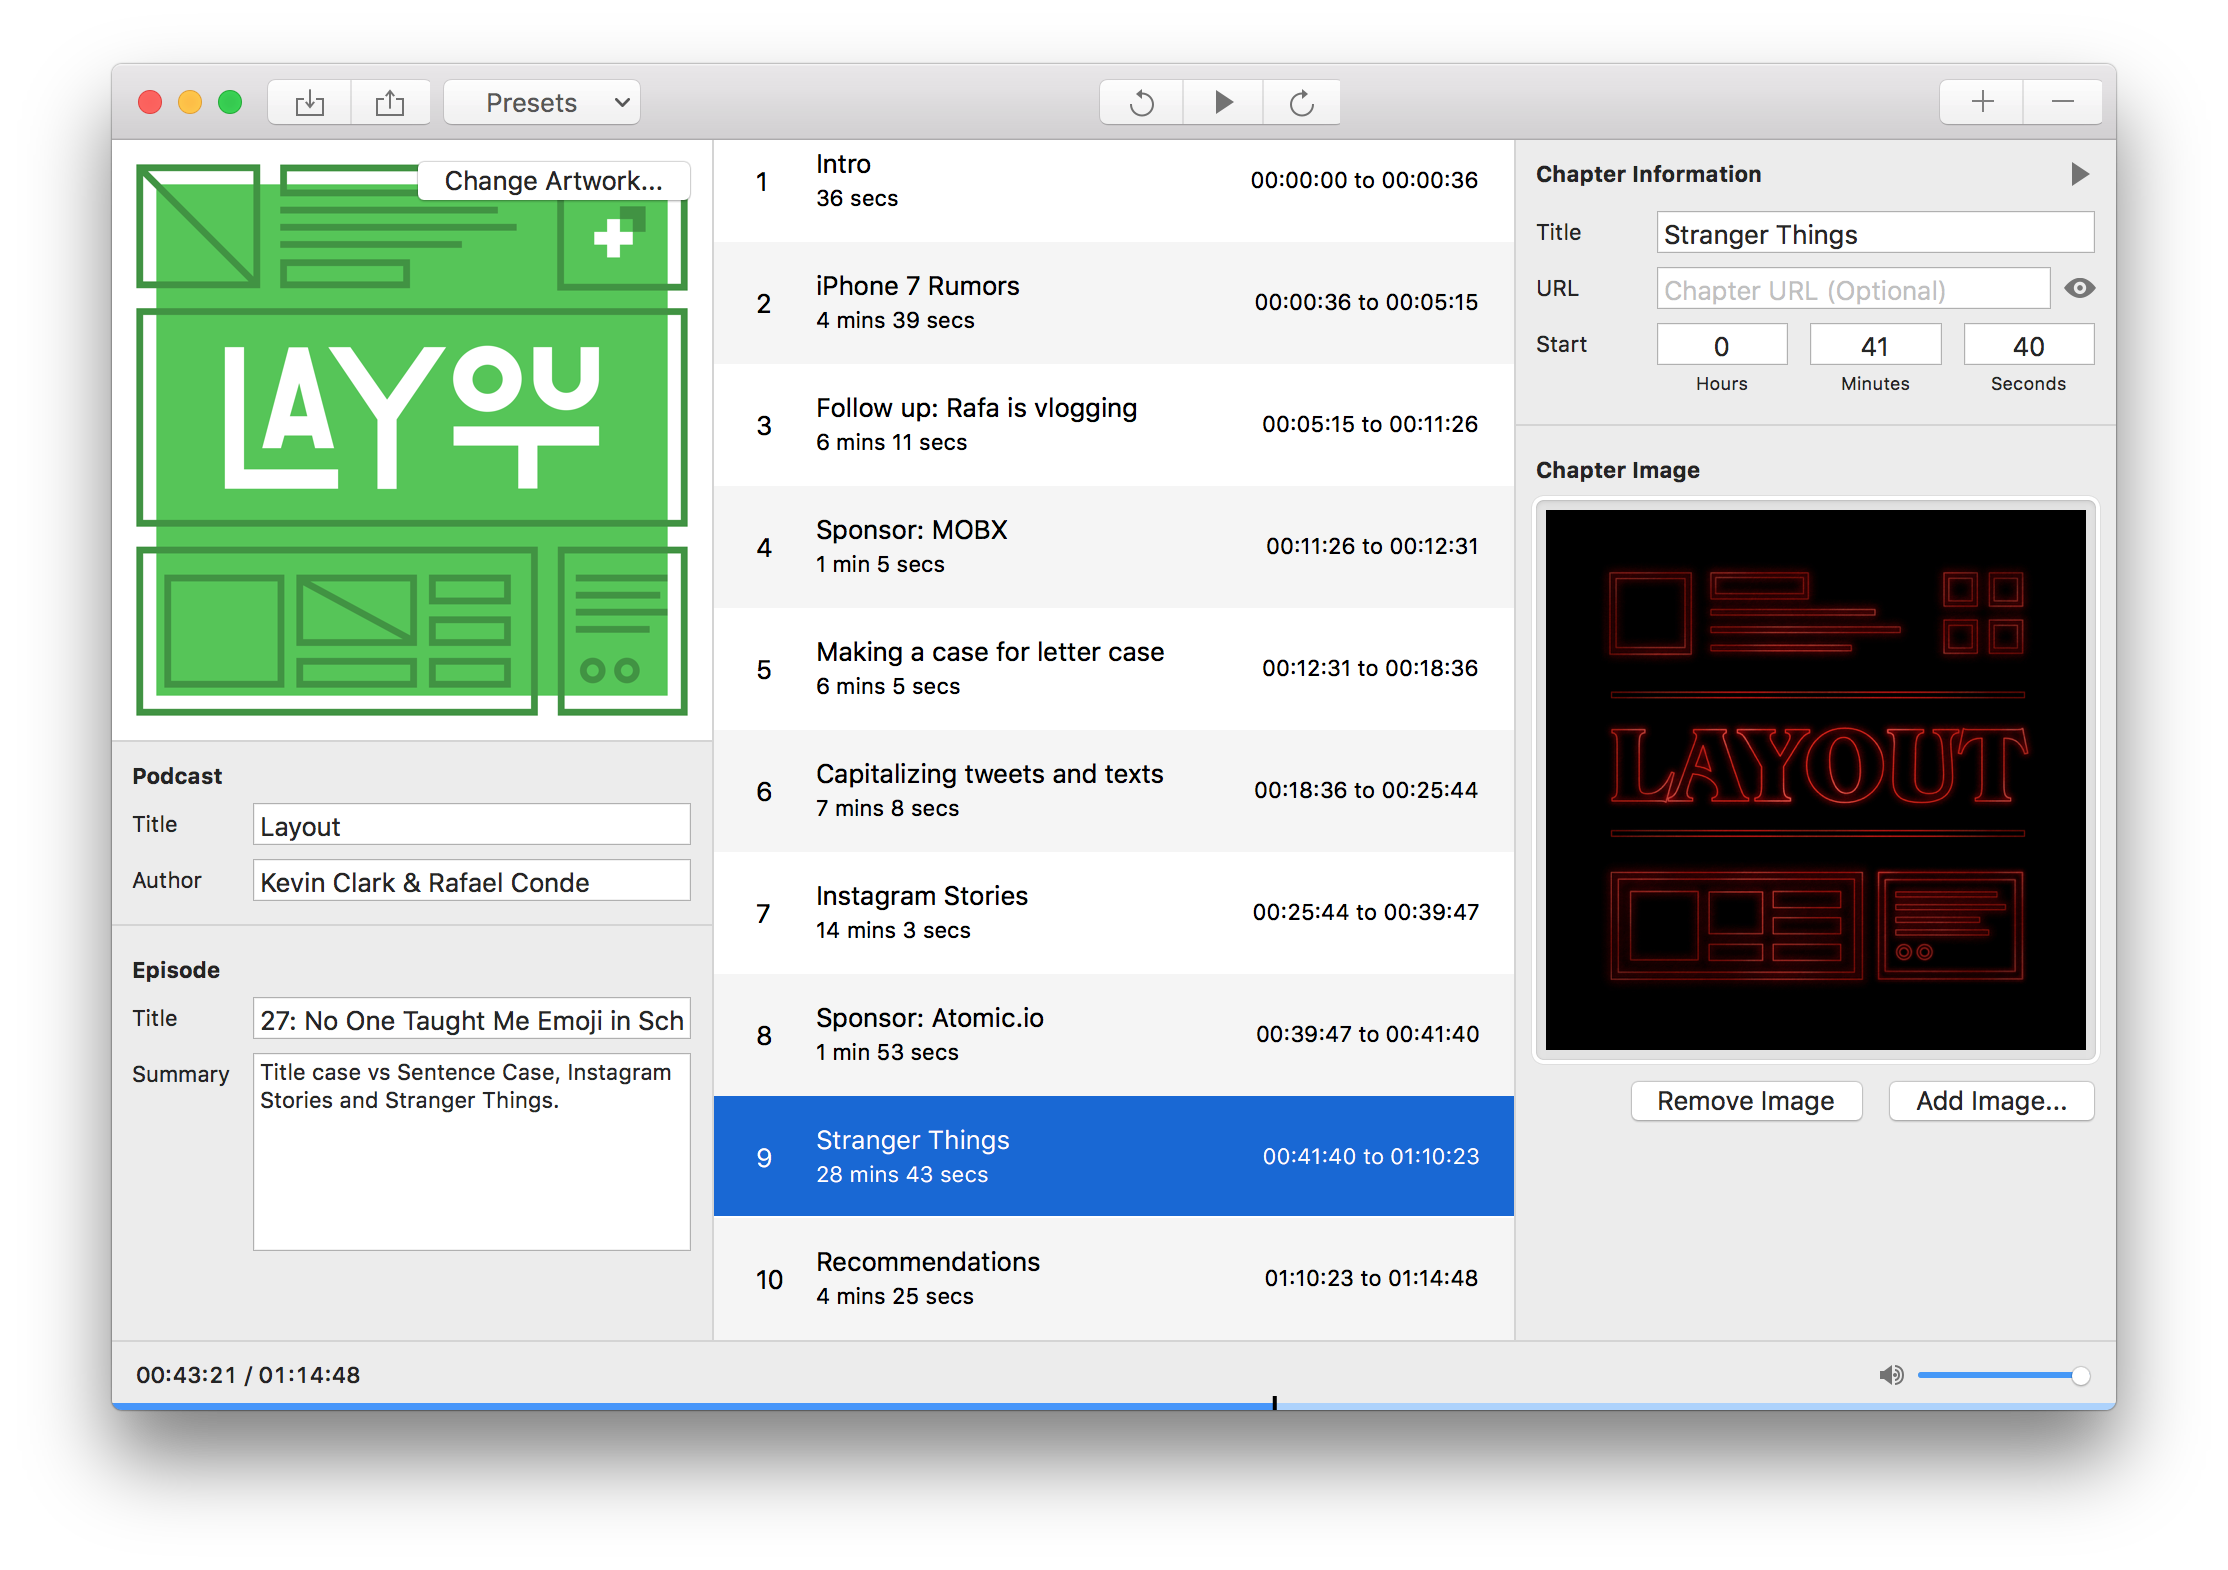 Presets
Change Artwork...
LAYOUT
Podcast
Title
Layout
Author
Kevin Clark & Rafael Conde
Episode
Title
27: No One Taught Me Emoji in Sch
Summary
Title case vs Sentence Case, Instagram
Stories and Stranger Things.
1
Intro
36 secs
00:00:00 to 00:00:36
2
iPhone 7 Rumors
4 mins 39 secs
00:00:36 to 00:05:15
3
Follow up: Rafa is vlogging
6 mins 11 secs
00:05:15 to 00:11:26
4
Sponsor: MOBX
1 min 5 secs
00:11:26 to 00:12:31
5
Making a case for letter case
6 mins 5 secs
00:12:31 to 00:18:36
6
Capitalizing tweets and texts
7 mins 8 secs
00:18:36 to 00:25:44
7
Instagram Stories
14 mins 3 secs
00:25:44 to 00:39:47
8
Sponsor: Atomic.io
1 min 53 secs
00:39:47 to 00:41:40
9
Stranger Things
28 mins 43 secs
00:41:40 to 01:10:23
10
Recommendations
4 mins 25 secs
01:10:23 to 01:14:48
Chapter Information
Title
Stranger Things
URL
Chapter URL (Optional)
Start
0
41
40
Hours
Minutes
Seconds
Chapter Image
LAYOUT
Remove Image
Add Image...
00:43:21 / 01:14:48